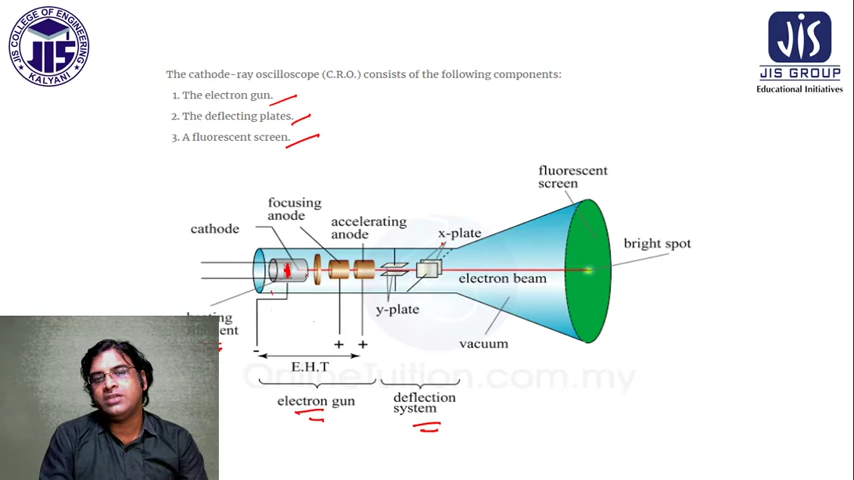 JIS COLLEGE OF ENGINEERING
JIS
KALYANI
JIS
JIS GROUP
Educational Initiatives
The cathode-ray oscilloscope (C.R.O.) consists of the following components:
1. The electron gun.
2. The deflecting plates.
3. A fluorescent screen.
fluorescent
screen
focusing
anode
accelerating
anode
cathode
x-plate
bright spot
electron beam
y-plate
vacuum
- + +
E.H.T
OnlineTuition.com.my
electron gun
deflection
system